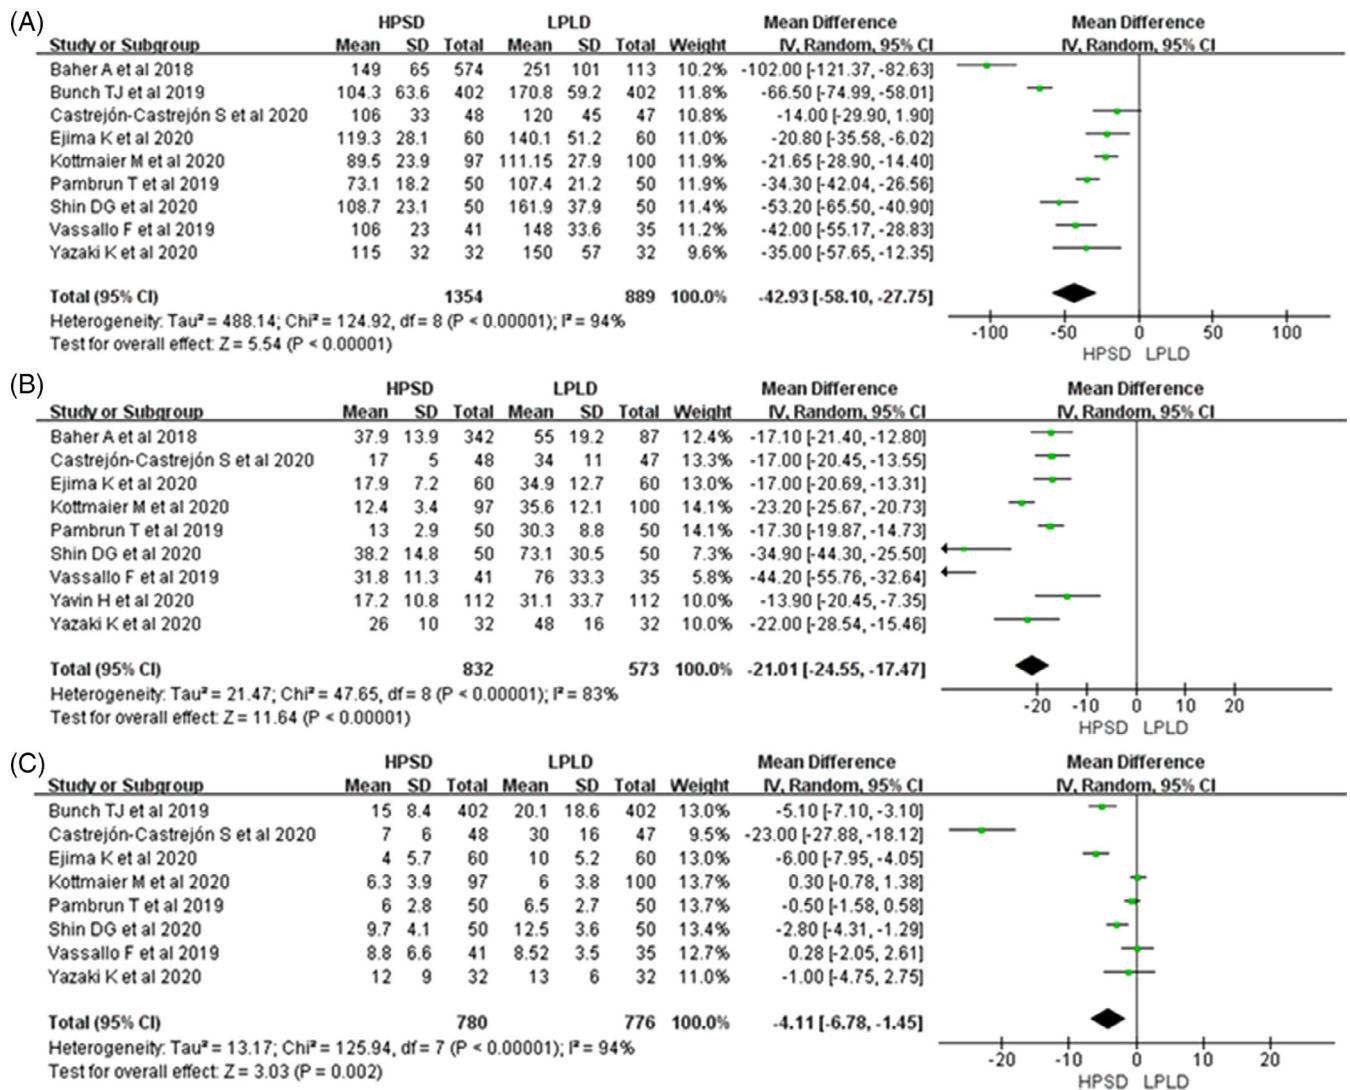 (A)
HPSD LPLD Mean Difference Mean Difference
Study or Subgroup Mean SD Total Mean SD Total Weight IV, Random, 95% CI IV, Random, 95% CI
Baher A et al 2018 149 65 574 251 101 113 10.2% -102.00 [-121.37, -82.63]
Bunch TJ et al 2019 104.3 63.6 402 170.8 59.2 402 11.8% -66.50 [-74.99, -58.01]
Castrejón-Castrejón S et al 2020 106 33 48 120 45 47 10.8% -14.00 [-29.90, 1.90]
Ejima K et al 2020 119.3 28.1 60 140.1 51.2 60 11.0% -20.80 [-35.58, -6.02]
Kottmaier M et al 2020 89.5 23.9 97 111.15 27.9 100 11.9% -21.65 [-28.90, -14.40]
Pambrun T et al 2019 73.1 18.2 50 107.4 21.2 50 11.9% -34.30 [-42.04, -26.56]
Shin DG et al 2020 108.7 23.1 50 161.9 37.9 50 11.4% -53.20 [-65.50, -40.90]
Vassallo F et al 2019 106 23 41 148 33.6 35 11.2% -42.00 [-55.17, -28.83]
Yazaki K et al 2020 115 32 32 150 57 32 9.6% -35.00 [-57.65, -12.35]
Total (95% CI) 1354 889 100.0% -42.93 [-58.10, -27.75]
Heterogeneity: Tau² = 488.14; Chi² = 124.92, df = 8 (P < 0.00001); I² = 94%
Test for overall effect: Z = 5.54 (P < 0.00001)
-100 -50 0 50 100
HPSD LPLD
(B)
HPSD LPLD Mean Difference Mean Difference
Study or Subgroup Mean SD Total Mean SD Total Weight IV, Random, 95% CI IV, Random, 95% CI
Baher A et al 2018 37.9 13.9 342 55 19.2 87 12.4% -17.10 [-21.40, -12.80]
Castrejón-Castrejón S et al 2020 17 5 48 34 11 47 13.3% -17.00 [-20.45, -13.55]
Ejima K et al 2020 17.9 7.2 60 34.9 12.7 60 13.0% -17.00 [-20.69, -13.31]
Kottmaier M et al 2020 12.4 3.4 97 35.6 12.1 100 14.1% -23.20 [-25.67, -20.73]
Pambrun T et al 2019 13 2.9 50 30.3 8.8 50 14.1% -17.30 [-19.87, -14.73]
Shin DG et al 2020 38.2 14.8 50 73.1 30.5 50 7.3% -34.90 [-44.30, -25.50]
Vassallo F et al 2019 31.8 11.3 41 76 33.3 35 5.8% -44.20 [-55.76, -32.64]
Yavin H et al 2020 17.2 10.8 112 31.1 33.7 112 10.0% -13.90 [-20.45, -7.35]
Yazaki K et al 2020 26 10 32 48 16 32 10.0% -22.00 [-28.54, -15.46]
Total (95% CI) 832 573 100.0% -21.01 [-24.55, -17.47]
Heterogeneity: Tau² = 21.47; Chi² = 47.65, df = 8 (P < 0.00001); I² = 83%
Test for overall effect: Z = 11.64 (P < 0.00001)
-20 -10 0 10 20
HPSD LPLD
(C)
HPSD LPLD Mean Difference Mean Difference
Study or Subgroup Mean SD Total Mean SD Total Weight IV, Random, 95% CI IV, Random, 95% CI
Bunch TJ et al 2019 15 8.4 402 20.1 18.6 402 13.0% -5.10 [-7.10, -3.10]
Castrejón-Castrejón S et al 2020 7 6 48 30 16 47 9.5% -23.00 [-27.88, -18.12]
Ejima K et al 2020 4 5.7 60 10 5.2 60 13.0% -6.00 [-7.95, -4.05]
Kottmaier M et al 2020 6.3 3.9 97 6 3.8 100 13.7% 0.30 [-0.78, 1.38]
Pambrun T et al 2019 6 2.8 50 6.5 2.7 50 13.7% -0.50 [-1.58, 0.58]
Shin DG et al 2020 9.7 4.1 50 12.5 3.6 50 13.4% -2.80 [-4.31, -1.29]
Vassallo F et al 2019 8.8 6.6 41 8.52 3.5 35 12.7% 0.28 [-2.05, 2.61]
Yazaki K et al 2020 12 9 32 13 6 32 11.0% -1.00 [-4.75, 2.75]
Total (95% CI) 780 776 100.0% -4.11 [-6.78, -1.45]
Heterogeneity: Tau² = 13.17; Chi² = 125.94, df = 7 (P < 0.00001); I² = 94%
Test for overall effect: Z = 3.03 (P = 0.002)
-20 -10 0 10 20
HPSD LPLD